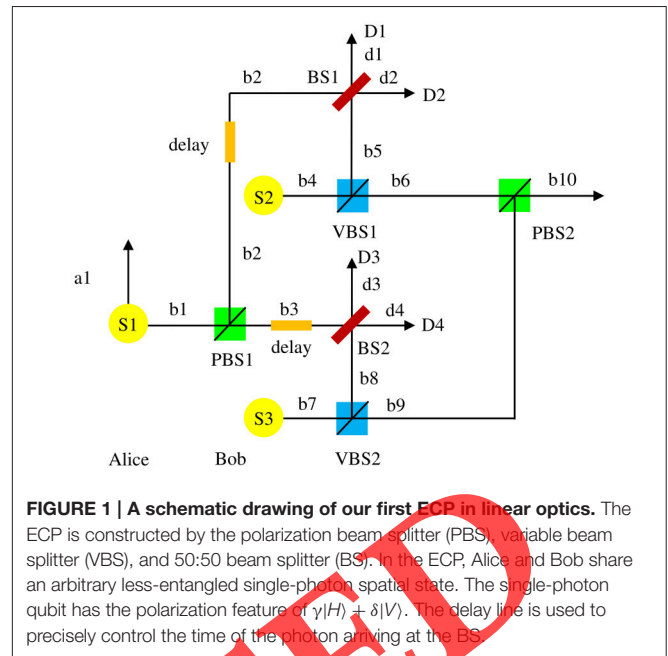 D1
d1
b2
BS1
d2
D2
delay
b5
b4
b6
b10
S2
VBS1
PBS2
b2
D3
a1
d3
b1
b3
d4
S1
D4
PBS1
delay
BS2
b8
b7
b9
S3
Alice
Bob
VBS2
FIGURE 1 | A schematic drawing of our first ECP in linear optics. The
ECP is constructed by the polarization beam splitter (PBS), variable beam
splitter (VBS), and 50:50 beam splitter (BS). In the ECP, Alice and Bob share
an arbitrary less-entangled single-photon spatial state. The single-photon
qubit has the polarization feature of γ|H⟩ + δ|V⟩. The delay line is used to
precisely control the time of the photon arriving at the BS.